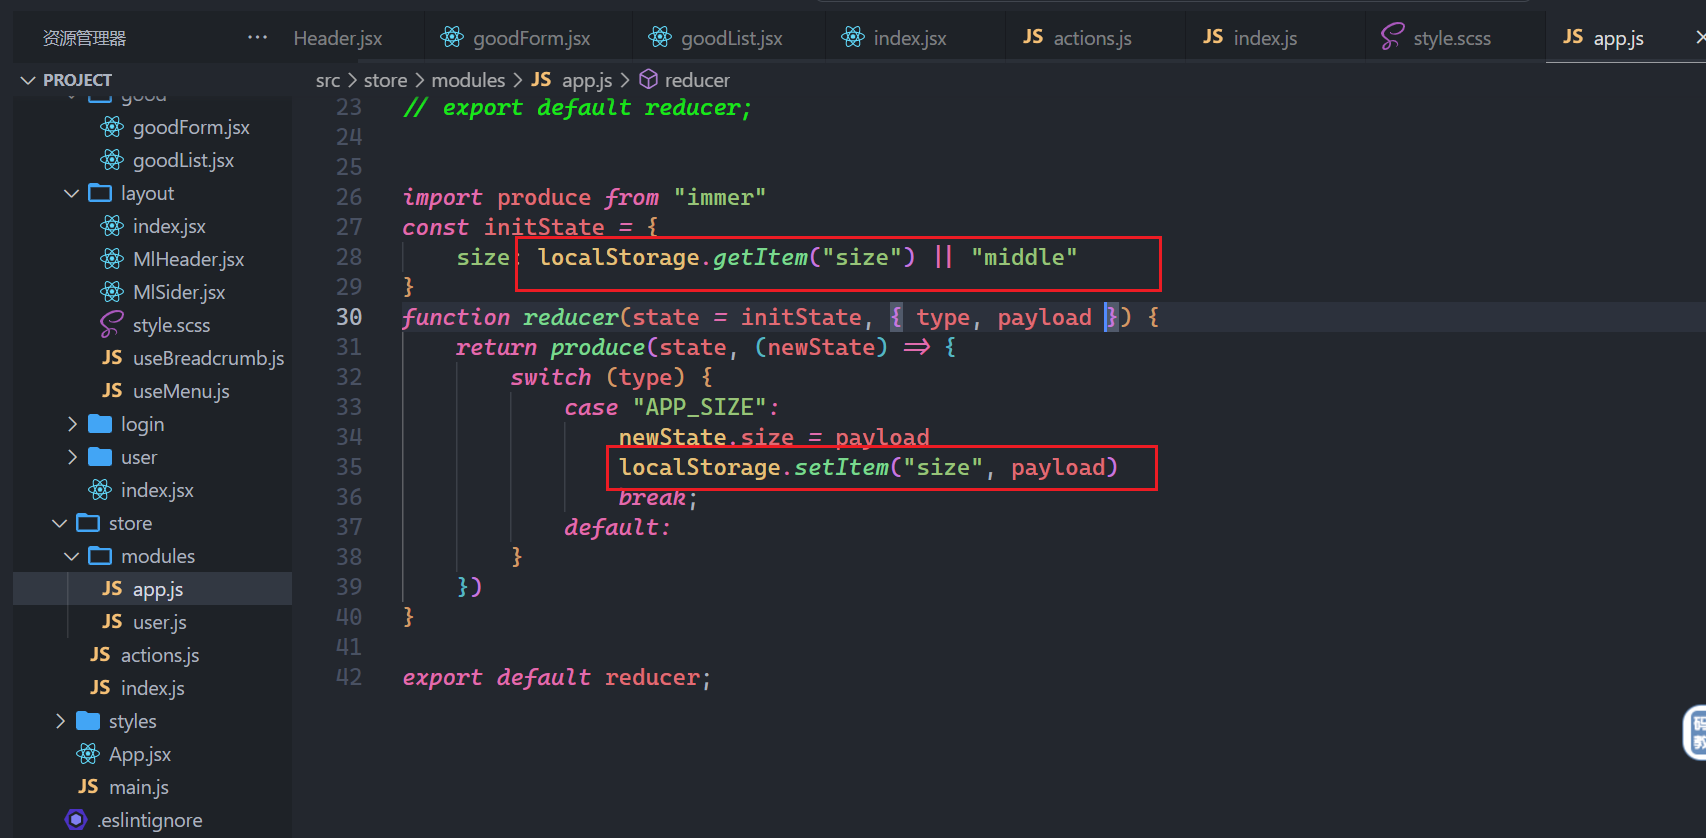 资源管理器 ··· Header.jsx goodForm.jsx goodList.jsx index.jsx JS actions.js JS index.js style.scss JS app.js
PROJECT
src > store > modules > JS app.js > reducer
good
goodForm.jsx
goodList.jsx
layout
index.jsx
MlHeader.jsx
MlSider.jsx
style.scss
JS useBreadcrumb.js
JS useMenu.js
login
user
index.jsx
store
modules
JS app.js
JS user.js
JS actions.js
JS index.js
styles
App.jsx
JS main.js
.eslintignore
23 // export default reducer;
24
25
26 import produce from "immer"
27 const initState = {
28 size: localStorage.getItem("size") || "middle"
29 }
30 function reducer(state = initState, { type, payload }) {
31 return produce(state, (newState) => {
32 switch (type) {
33 case "APP_SIZE":
34 newState.size = payload
35 localStorage.setItem("size", payload)
36 break;
37 default:
38 }
39 })
40 }
41
42 export default reducer;
码
教